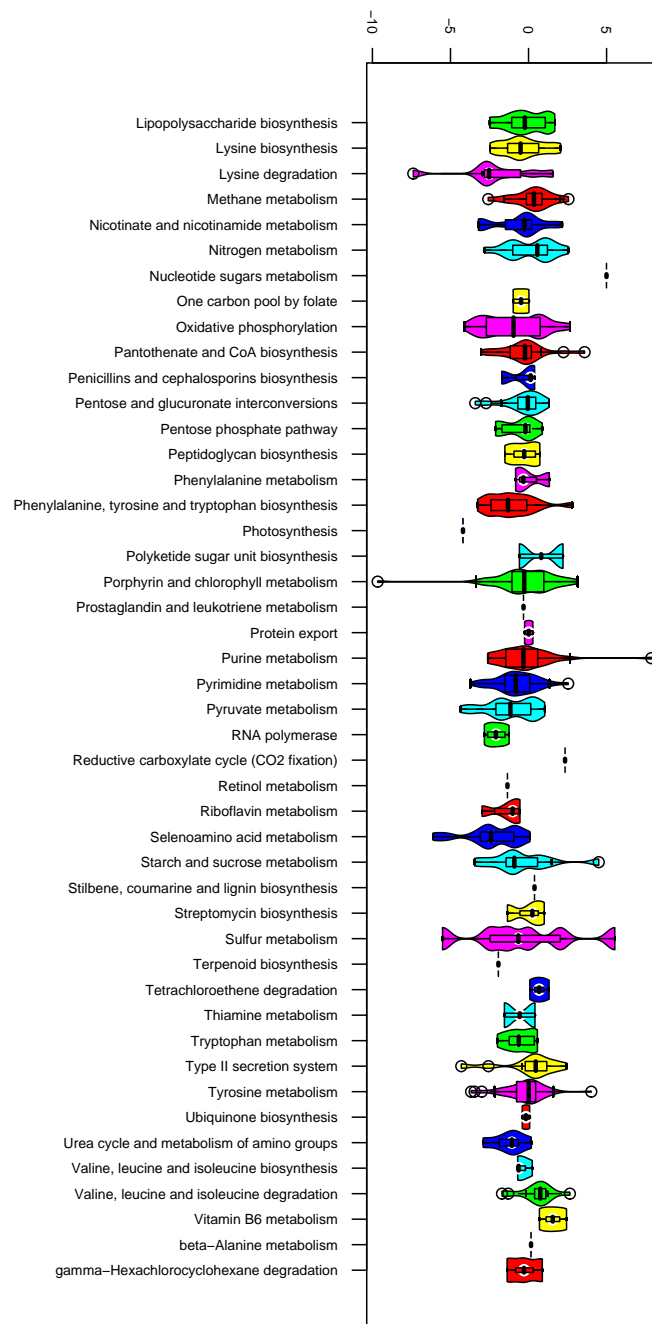 -10 -5 0 5
Lipopolysaccharide biosynthesis
Lysine biosynthesis
Lysine degradation
Methane metabolism
Nicotinate and nicotinamide metabolism
Nitrogen metabolism
Nucleotide sugars metabolism
One carbon pool by folate
Oxidative phosphorylation
Pantothenate and CoA biosynthesis
Penicillins and cephalosporins biosynthesis
Pentose and glucuronate interconversions
Pentose phosphate pathway
Peptidoglycan biosynthesis
Phenylalanine metabolism
Phenylalanine, tyrosine and tryptophan biosynthesis
Photosynthesis
Polyketide sugar unit biosynthesis
Porphyrin and chlorophyll metabolism
Prostaglandin and leukotriene metabolism
Protein export
Purine metabolism
Pyrimidine metabolism
Pyruvate metabolism
RNA polymerase
Reductive carboxylate cycle (CO2 fixation)
Retinol metabolism
Riboflavin metabolism
Selenoamino acid metabolism
Starch and sucrose metabolism
Stilbene, coumarine and lignin biosynthesis
Streptomycin biosynthesis
Sulfur metabolism
Terpenoid biosynthesis
Tetrachloroethene degradation
Thiamine metabolism
Tryptophan metabolism
Type II secretion system
Tyrosine metabolism
Ubiquinone biosynthesis
Urea cycle and metabolism of amino groups
Valine, leucine and isoleucine biosynthesis
Valine, leucine and isoleucine degradation
Vitamin B6 metabolism
beta−Alanine metabolism
gamma−Hexachlorocyclohexane degradation